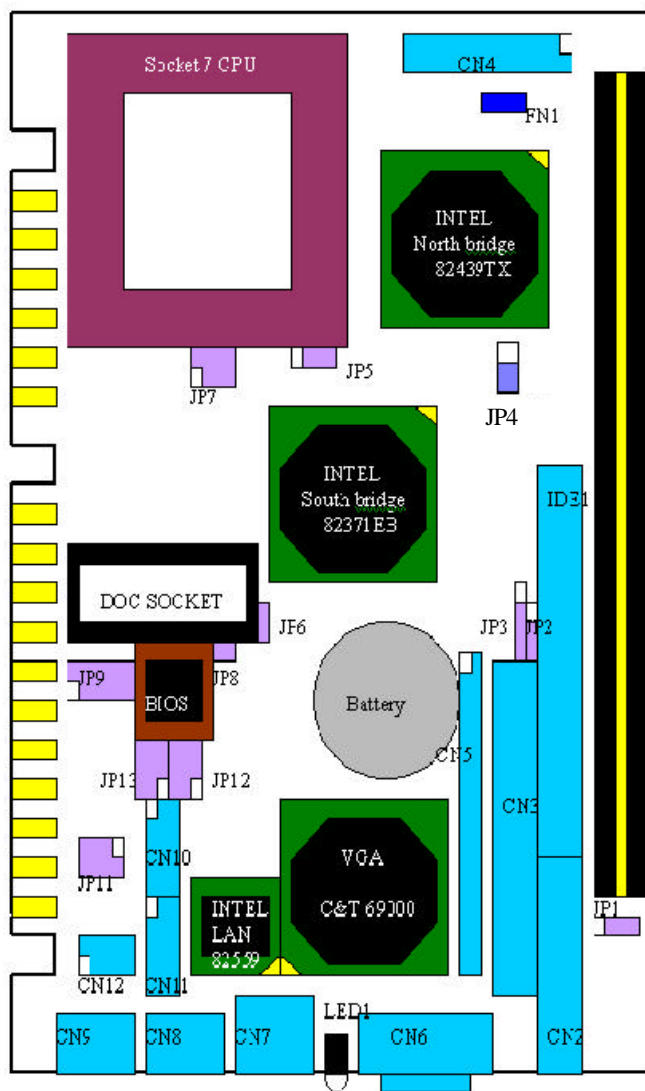 Socket 7 CPU
CN4
FN1
INTEL
North bridge
82439TX
JP5
JP7
JP4
INTEL
South bridge
82371EB
IDE1
DOC SOCKET
JF6
JP3
JP2
JP9
JP8
BIOS
Battery
CN5
JP13
JP12
CN3
CN10
VGA
JP11
C&T 69000
INTEL
LAN
82559
JP1
CN12
CN11
LED1
CN9
CN8
CN7
CN6
CN2